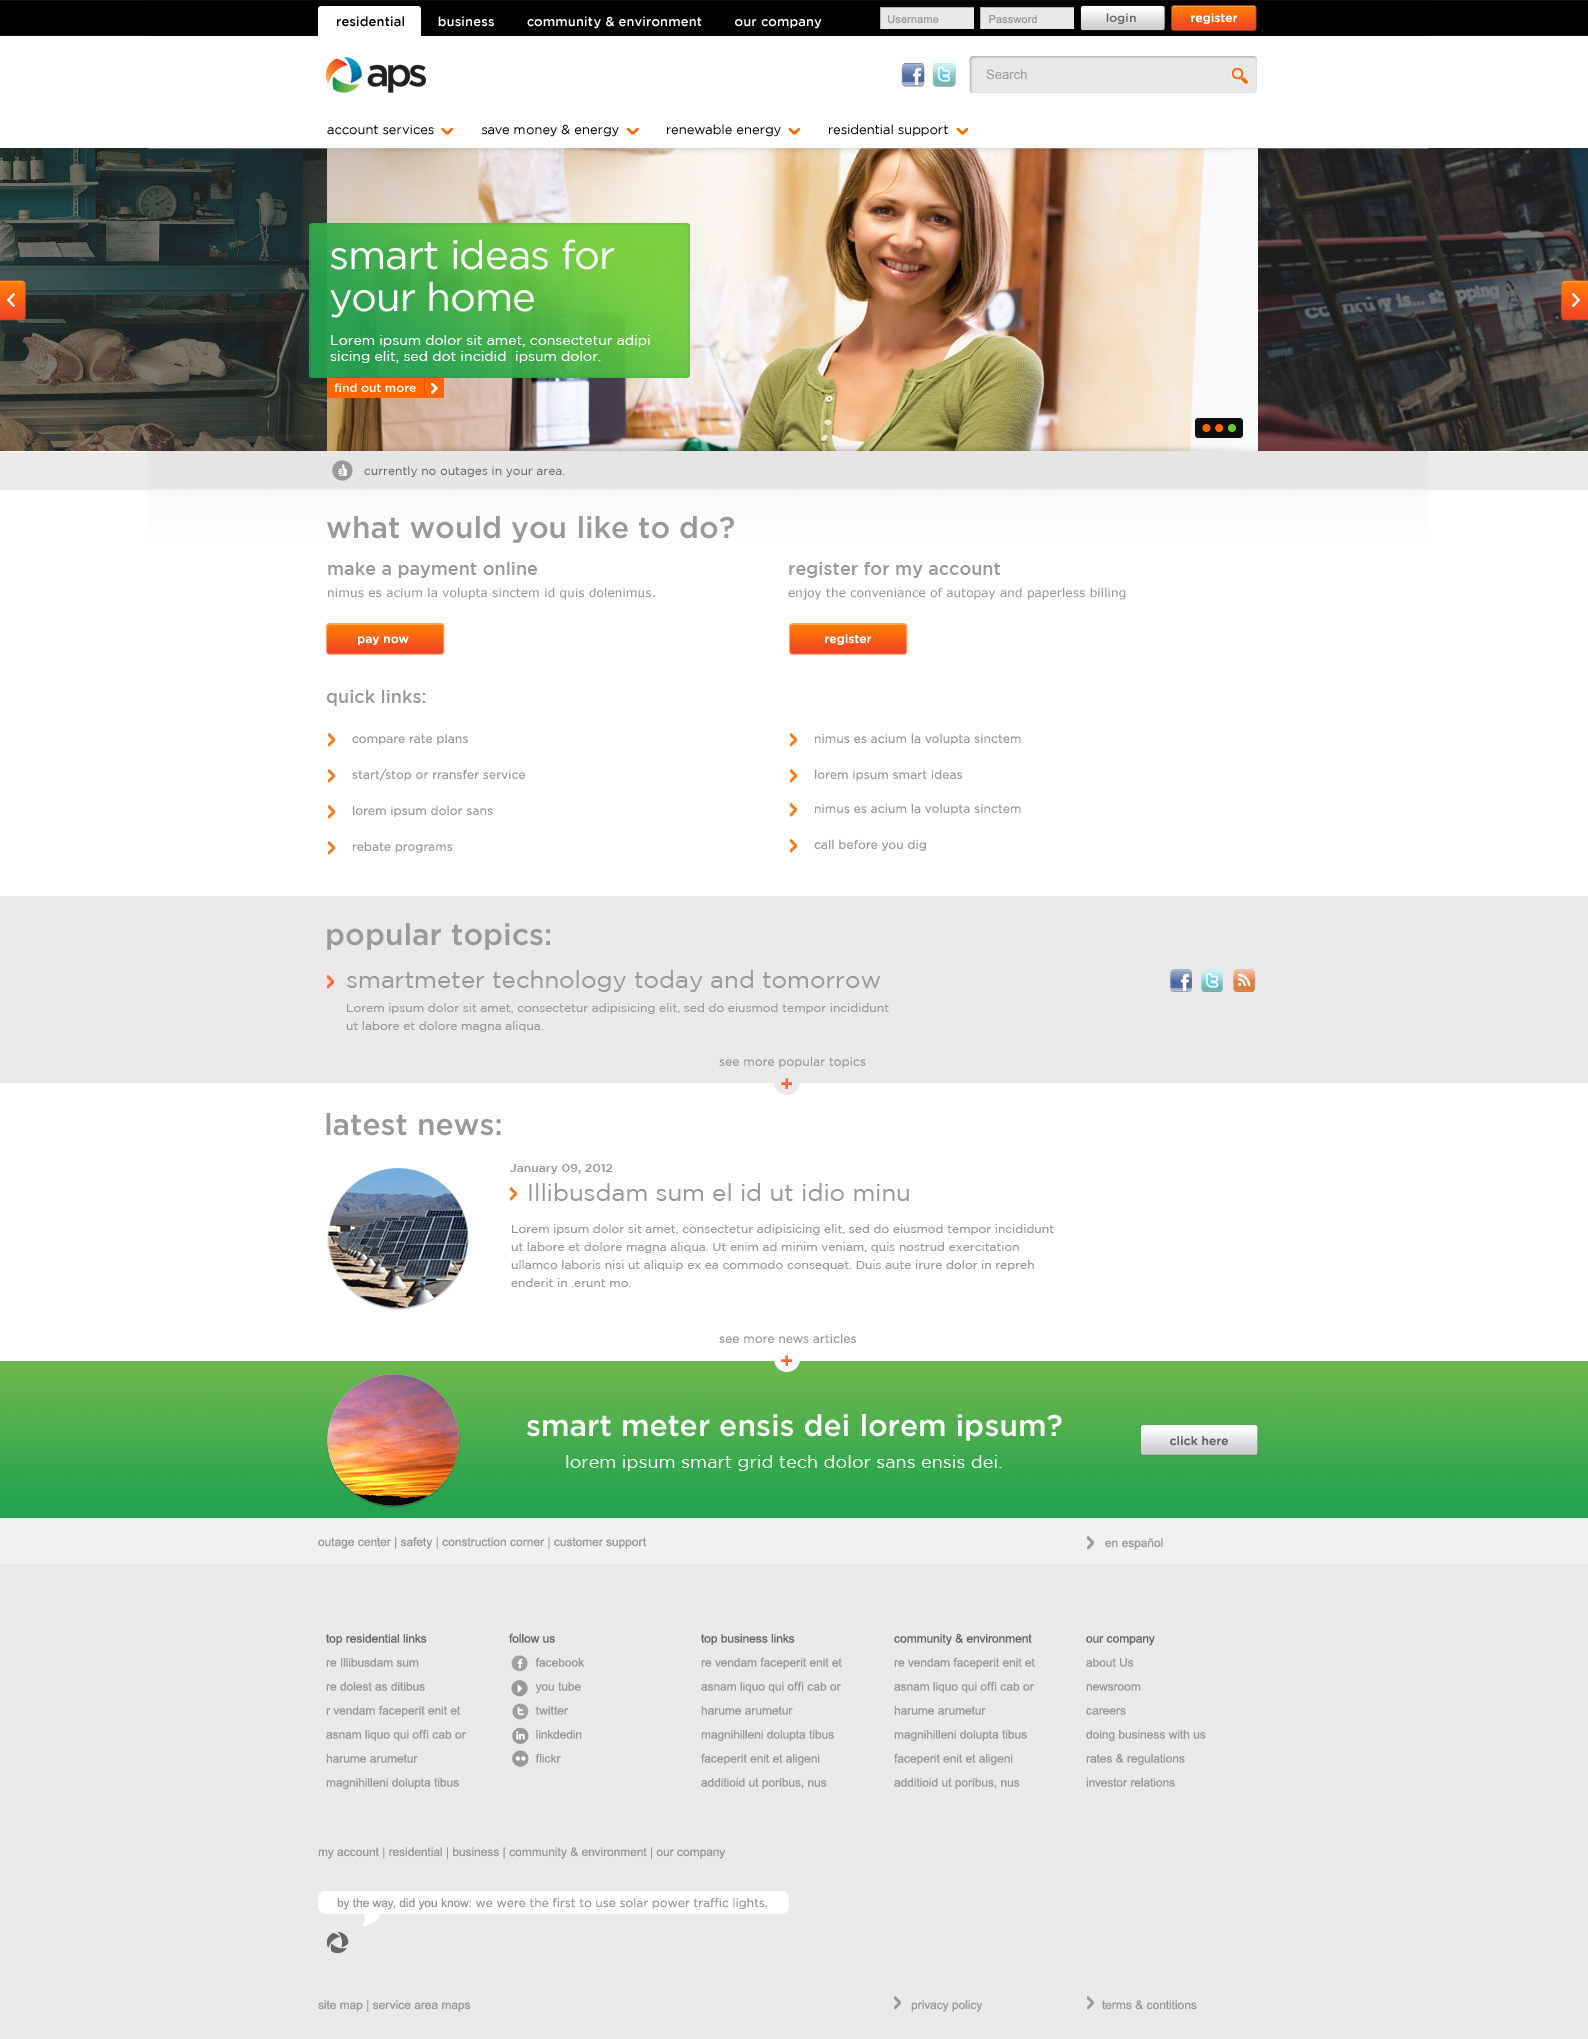 residential business community & environment our company Username Password login register
aps
Search
account services save money & energy renewable energy residential support
smart ideas for
your home
Lorem ipsum dolor sit amet, consectetur adipi
sicing elit, sed dot incidid ipsum dolor.
find out more
currently no outages in your area.
what would you like to do?
make a payment online
nimus es acium la volupta sinctem id quis dolenimus.
pay now
register for my account
enjoy the conveniance of autopay and paperless billing
register
quick links:
compare rate plans
start/stop or rransfer service
lorem ipsum dolor sans
rebate programs
nimus es acium la volupta sinctem
lorem ipsum smart ideas
nimus es acium la volupta sinctem
call before you dig
popular topics:
smartmeter technology today and tomorrow
Lorem ipsum dolor sit amet, consectetur adipisicing elit, sed do eiusmod tempor incididunt
ut labore et dolore magna aliqua.
see more popular topics
latest news:
January 09, 2012
Illibusdam sum el id ut idio minu
Lorem ipsum dolor sit amet, consectetur adipisicing elit, sed do eiusmod tempor incididunt
ut labore et dolore magna aliqua. Ut enim ad minim veniam, quis nostrud exercitation
ullamco laboris nisi ut aliquip ex ea commodo consequat. Duis aute irure dolor in repreh
enderit in .erunt mo.
see more news articles
smart meter ensis dei lorem ipsum?
lorem ipsum smart grid tech dolor sans ensis dei.
click here
outage center | safety | construction corner | customer support
en español
top residential links
re Illibusdam sum
re dolest as ditibus
r vendam faceperit enit et
asnam liquo qui offi cab or
harume arumetur
magnihilleni dolupta tibus
follow us
facebook
you tube
twitter
linkdedin
flickr
top business links
re vendam faceperit enit et
asnam liquo qui offi cab or
harume arumetur
magnihilleni dolupta tibus
faceperit enit et aligeni
additioid ut poribus, nus
community & environment
re vendam faceperit enit et
asnam liquo qui offi cab or
harume arumetur
magnihilleni dolupta tibus
faceperit enit et aligeni
additioid ut poribus, nus
our company
about Us
newsroom
careers
doing business with us
rates & regulations
investor relations
my account | residential | business | community & environment | our company
by the way, did you know: we were the first to use solar power traffic lights.
site map | service area maps
privacy policy
terms & contitions